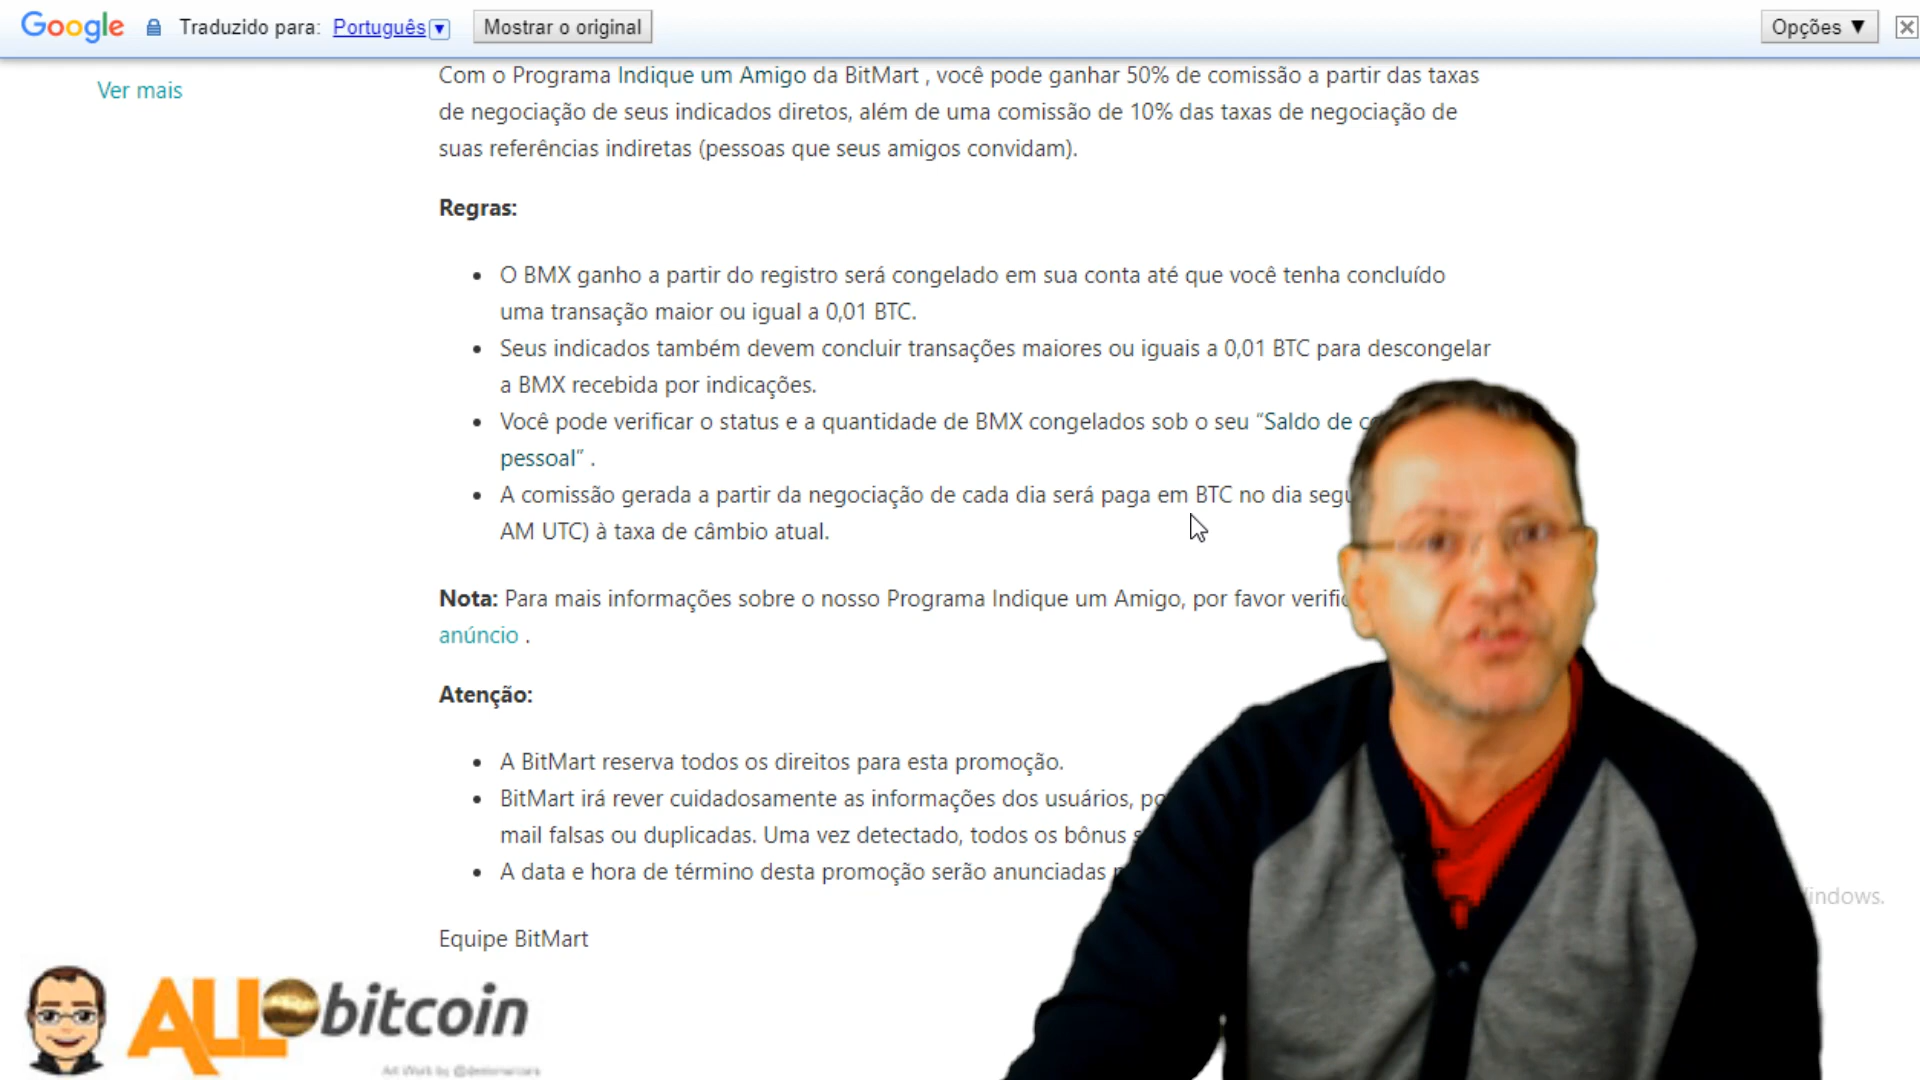 Google Traduzido para: Português Mostrar o original Opções ▼
Ver mais
Com o Programa Indique um Amigo da BitMart , você pode ganhar 50% de comissão a partir das taxas
de negociação de seus indicados diretos, além de uma comissão de 10% das taxas de negociação de
suas referências indiretas (pessoas que seus amigos convidam).
Regras:
• O BMX ganho a partir do registro será congelado em sua conta até que você tenha concluído
uma transação maior ou igual a 0,01 BTC.
• Seus indicados também devem concluir transações maiores ou iguais a 0,01 BTC para descongelar
a BMX recebida por indicações.
• Você pode verificar o status e a quantidade de BMX congelados sob o seu “Saldo de
pessoal” .
• A comissão gerada a partir da negociação de cada dia será paga em BTC no dia
AM UTC) à taxa de câmbio atual.
Nota: Para mais informações sobre o nosso Programa Indique um Amigo, por favor
anúncio .
Atenção:
• A BitMart reserva todos os direitos para esta promoção.
• BitMart irá rever cuidadosamente as informações dos usuários,
mail falsas ou duplicadas. Uma vez detectado, todos os bônus
• A data e hora de término desta promoção serão anunciadas
indows.
Equipe BitMart
ALLObitcoin
Art Work by